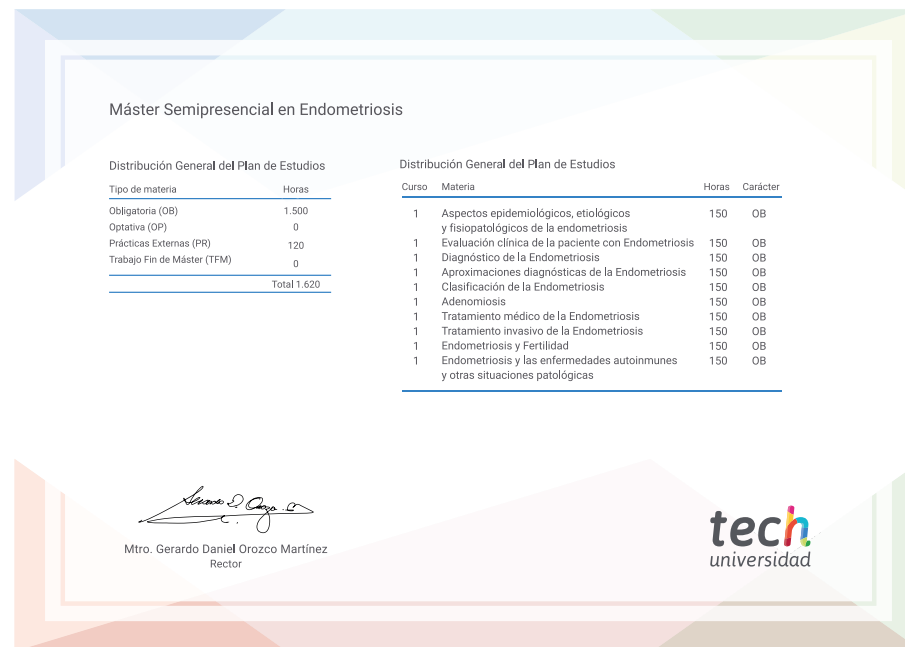 Máster Semipresencial en Endometriosis
Distribución General del Plan de Estudios
Tipo de materia Horas
Obligatoria (OB) 1.500
Optativa (OP) 0
Prácticas Externas (PR) 120
Trabajo Fin de Máster (TFM) 0
Total 1.620
Distribución General del Plan de Estudios
Curso Materia Horas Carácter
1 Aspectos epidemiológicos, etiológicos 150 OB
y fisiopatológicos de la endometriosis
1 Evaluación clínica de la paciente con Endometriosis 150 OB
1 Diagnóstico de la Endometriosis 150 OB
1 Aproximaciones diagnósticas de la Endometriosis 150 OB
1 Clasificación de la Endometriosis 150 OB
1 Adenomiosis 150 OB
1 Tratamiento médico de la Endometriosis 150 OB
1 Tratamiento invasivo de la Endometriosis 150 OB
1 Endometriosis y Fertilidad 150 OB
1 Endometriosis y las enfermedades autoinmunes 150 OB
y otras situaciones patológicas
Mtro. Gerardo Daniel Orozco Martínez
Rector
tech
universidad